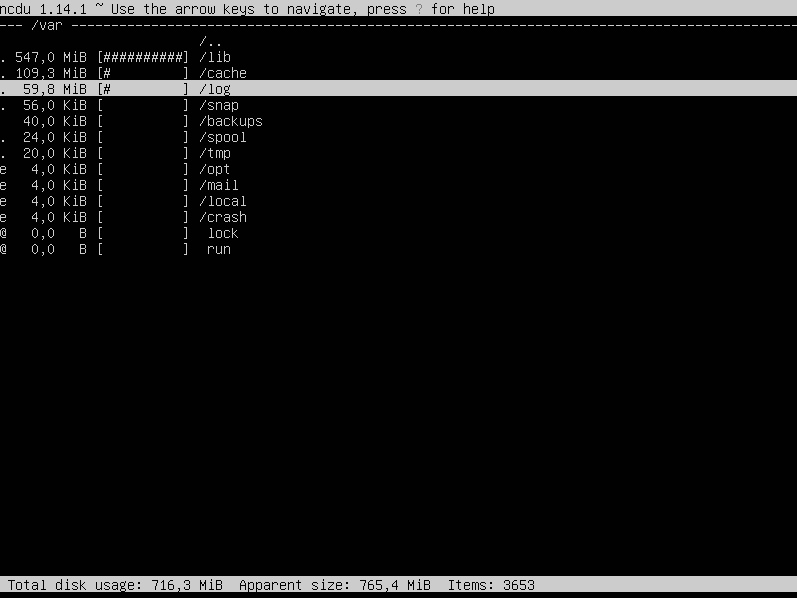 ncdu 1.14.1 ~ Use the arrow keys to navigate, press ? for help
--- /var -----------------------------------------------------------------------------------------
                         /..
. 547,0 MiB [##########] /lib
. 109,3 MiB [#         ] /cache
.  59,8 MiB [#         ] /log
.  56,0 KiB [          ] /snap
   40,0 KiB [          ] /backups
.  24,0 KiB [          ] /spool
.  20,0 KiB [          ] /tmp
e   4,0 KiB [          ] /opt
e   4,0 KiB [          ] /mail
e   4,0 KiB [          ] /local
e   4,0 KiB [          ] /crash
@   0,0   B [          ]  lock
@   0,0   B [          ]  run
Total disk usage: 716,3 MiB  Apparent size: 765,4 MiB  Items: 3653